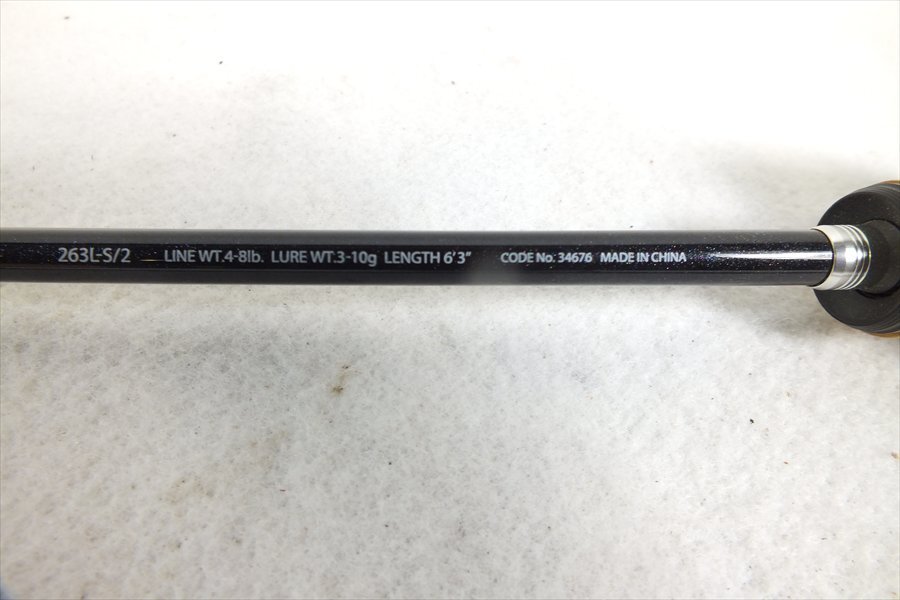 263L-S/2 LINE WT.4-8lb. LURE WT.3-10g LENGTH 6'3" CODE No. 34676 MADE IN CHINA